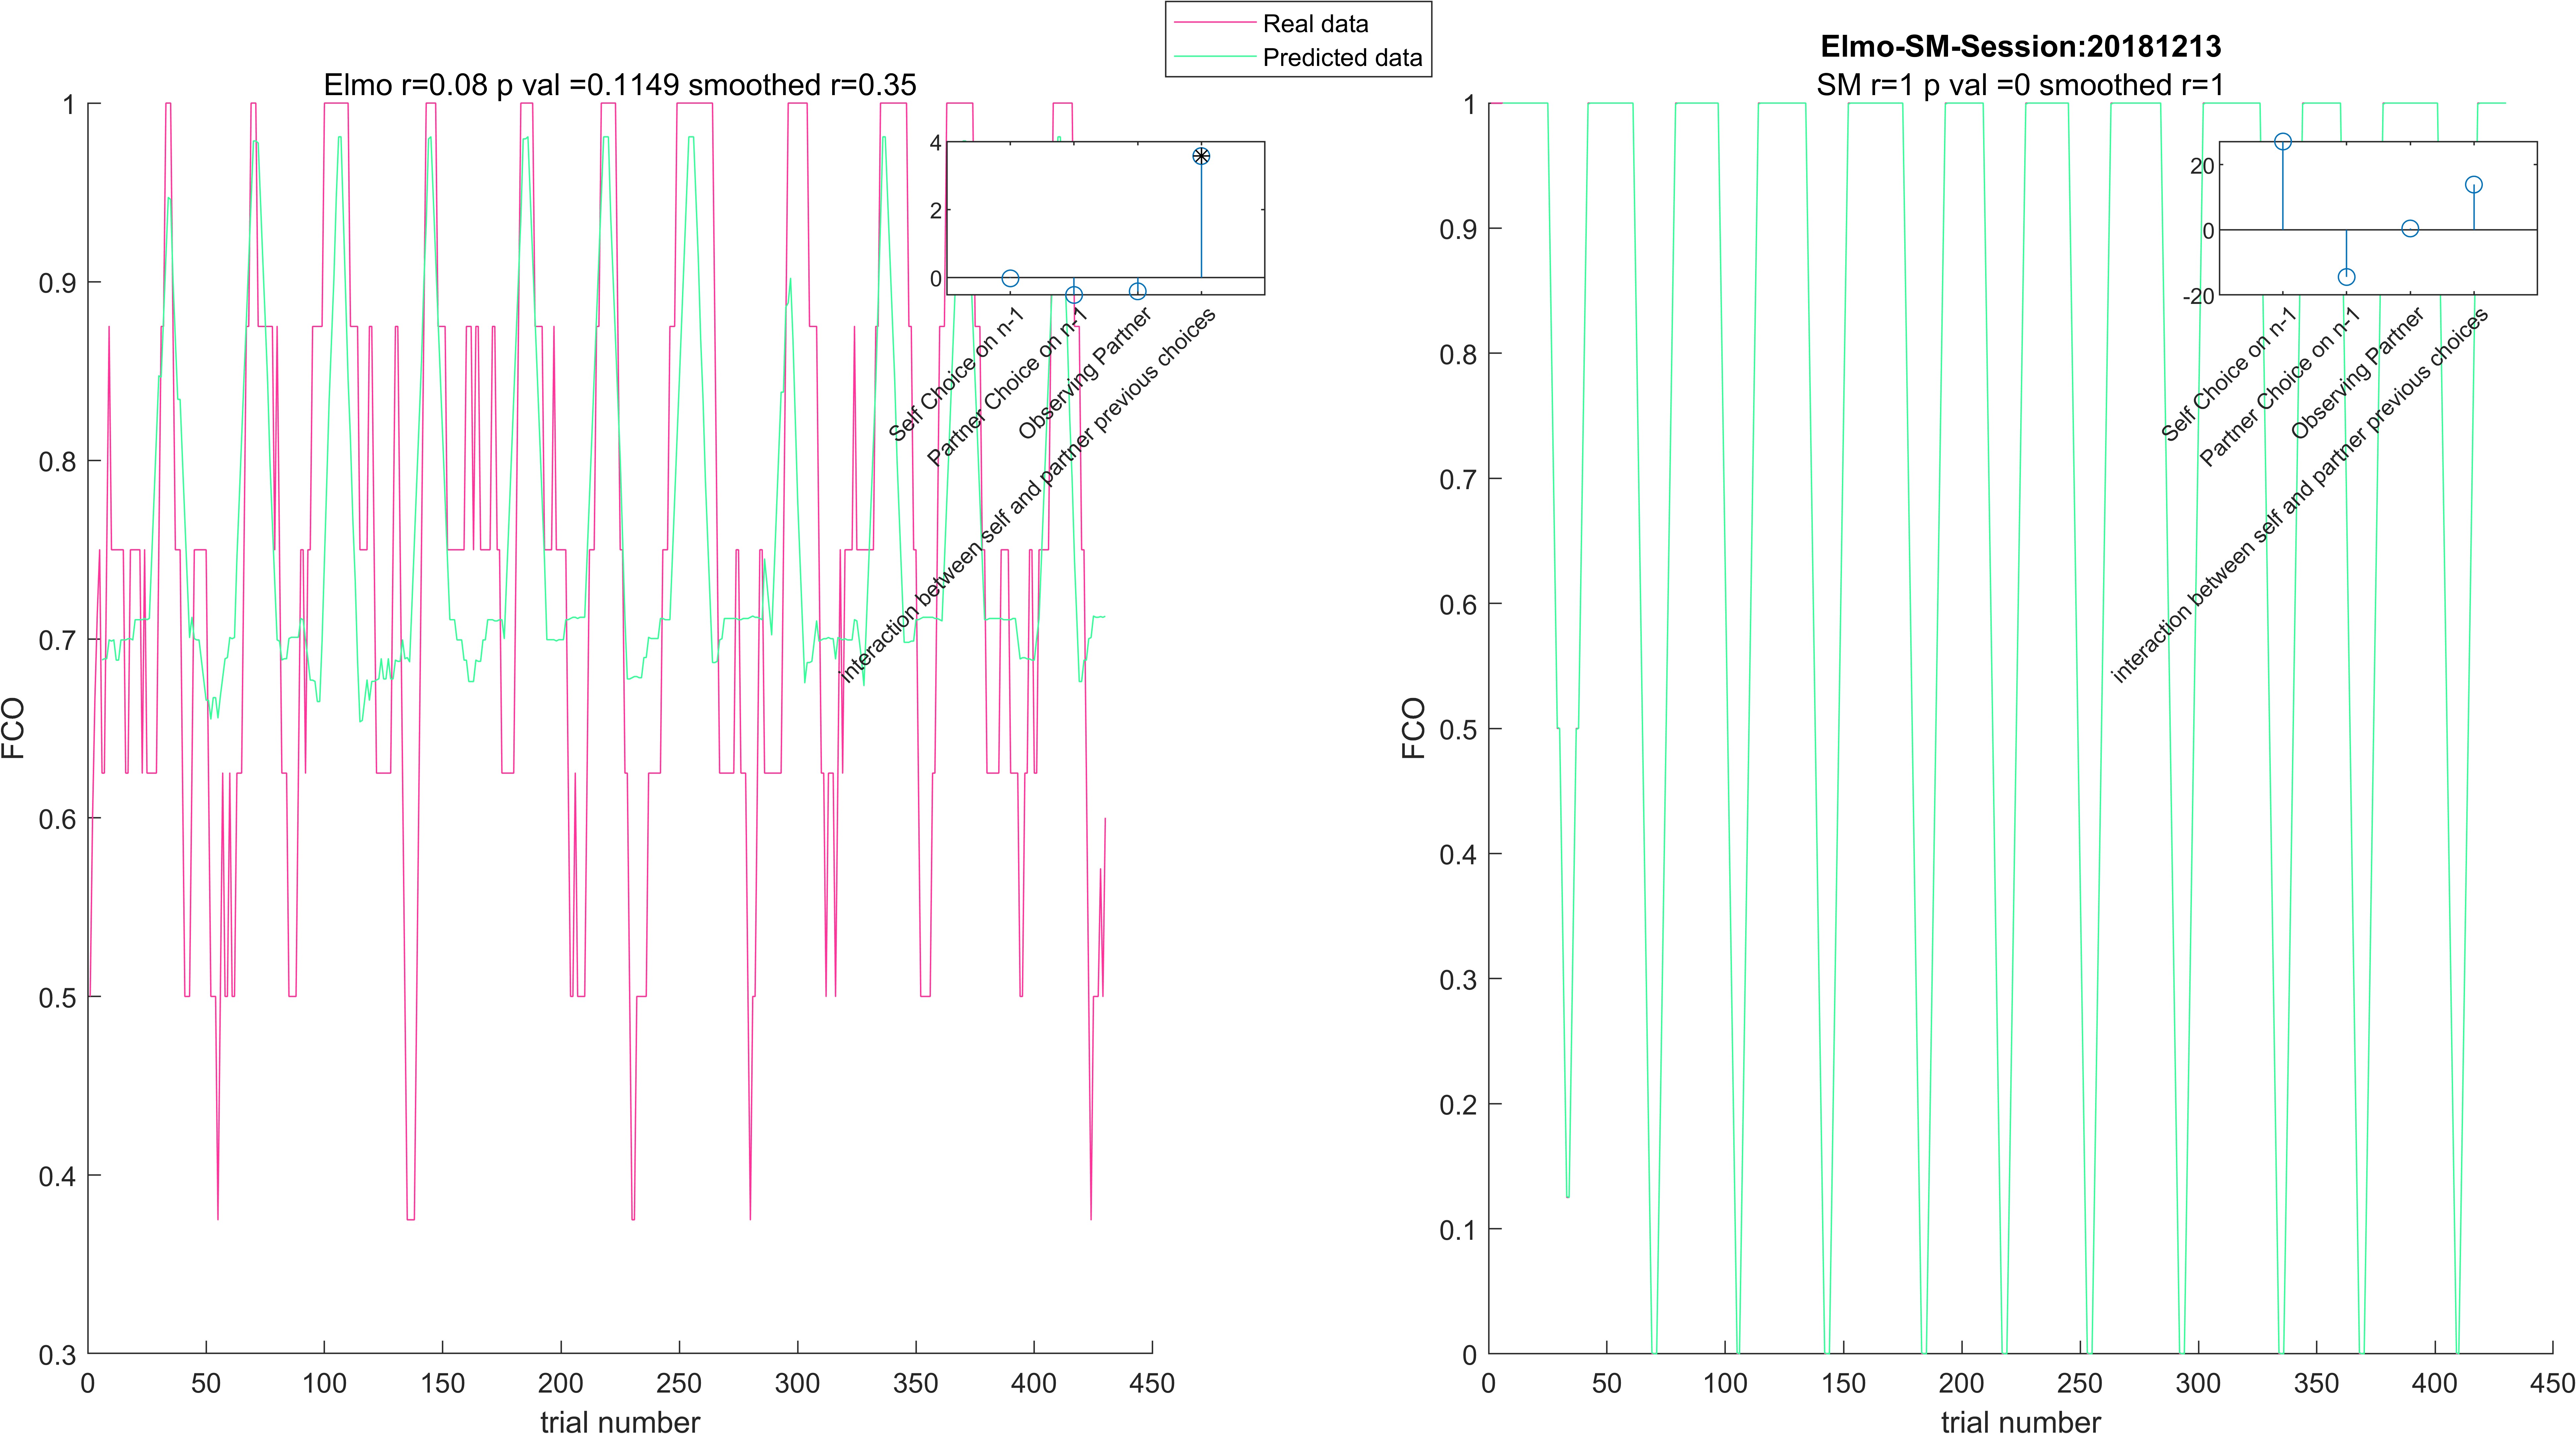 Real data
Predicted data
Elmo r=0.08 p val =0.1149 smoothed r=0.35
1
0.9
0.8
0.7
0.6
0.5
0.4
0.3
FCO
0
50
100
150
200
250
300
350
400
450
trial number
4
2
0
Self Choice on n-1
Partner Choice on n-1
Observing Partner
interaction between self and partner previous choices
Elmo-SM-Session:20181213
SM r=1 p val =0 smoothed r=1
1
0.9
0.8
0.7
0.6
0.5
0.4
0.3
0.2
0.1
0
FCO
0
50
100
150
200
250
300
350
400
450
trial number
20
0
-20
Self Choice on n-1
Partner Choice on n-1
Observing Partner
interaction between self and partner previous choices